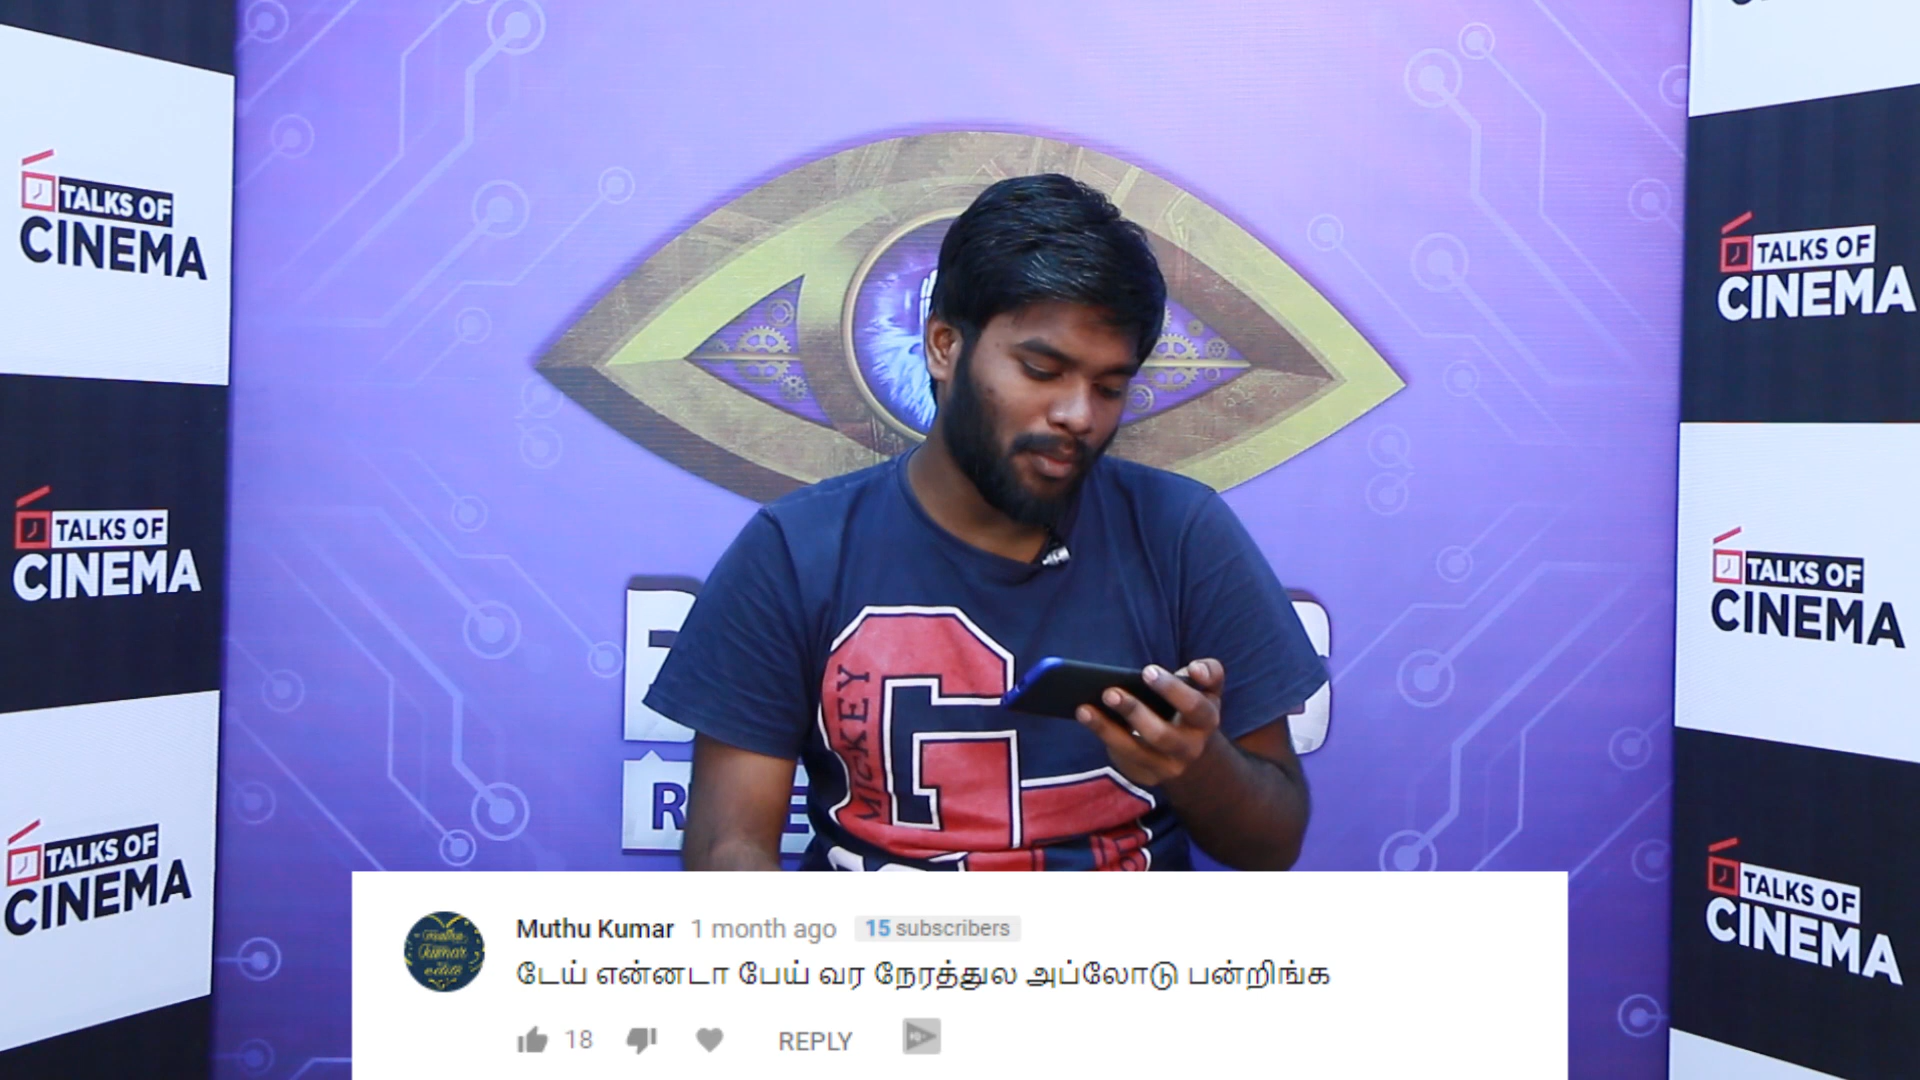 TALKS OF
CINEMA
TALKS OF
CINEMA
TALKS OF
CINEMA
TALKS OF
CINEMA
TALKS OF
CINEMA
TALKS OF
CINEMA
MICKEY
G
Muthu Kumar 1 month ago 15 subscribers
டேய் என்னடா பேய் வர நேரத்துல அப்லோடு பன்றிங்க
18 REPLY